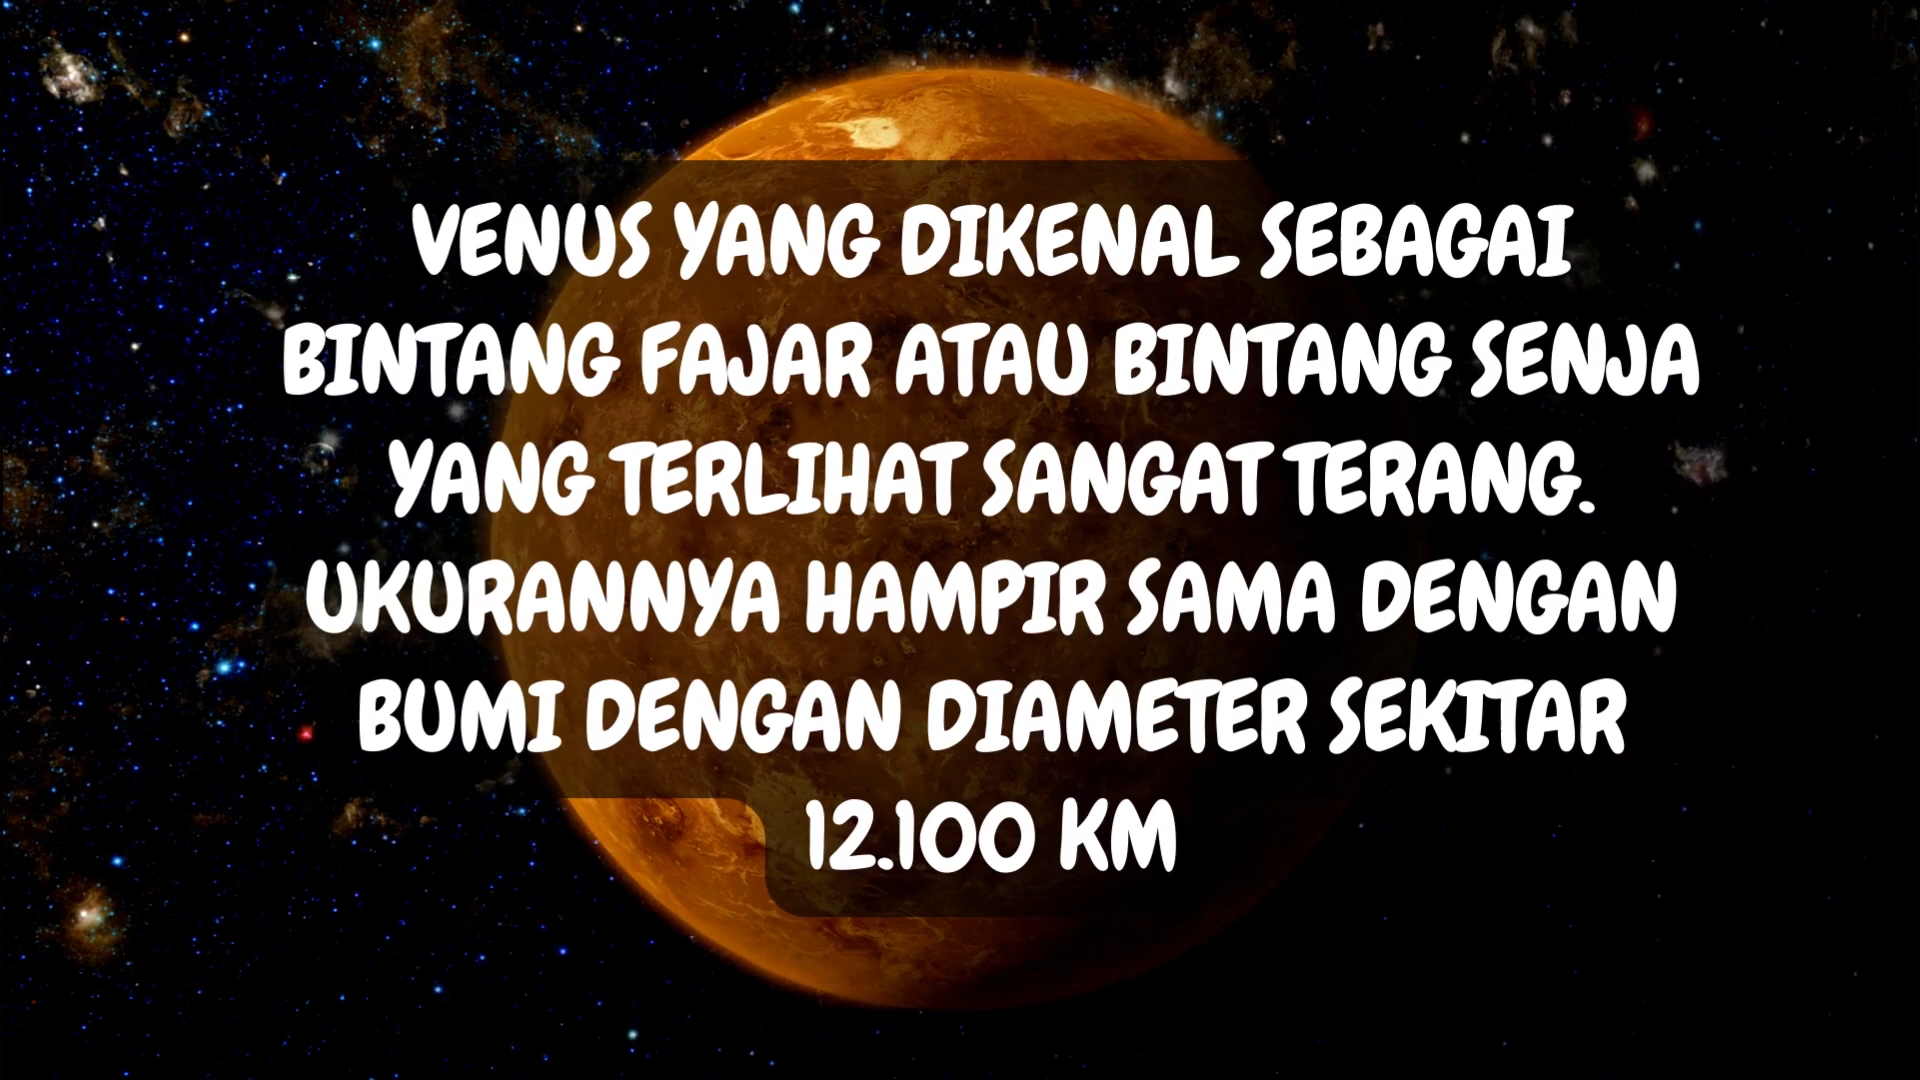 VENUS YANG DIKENAL SEBAGAI
BINTANG FAJAR ATAU BINTANG SENJA
YANG TERLIHAT SANGAT TERANG.
UKURANNYA HAMPIR SAMA DENGAN
BUMI DENGAN DIAMETER SEKITAR
12.100 KM